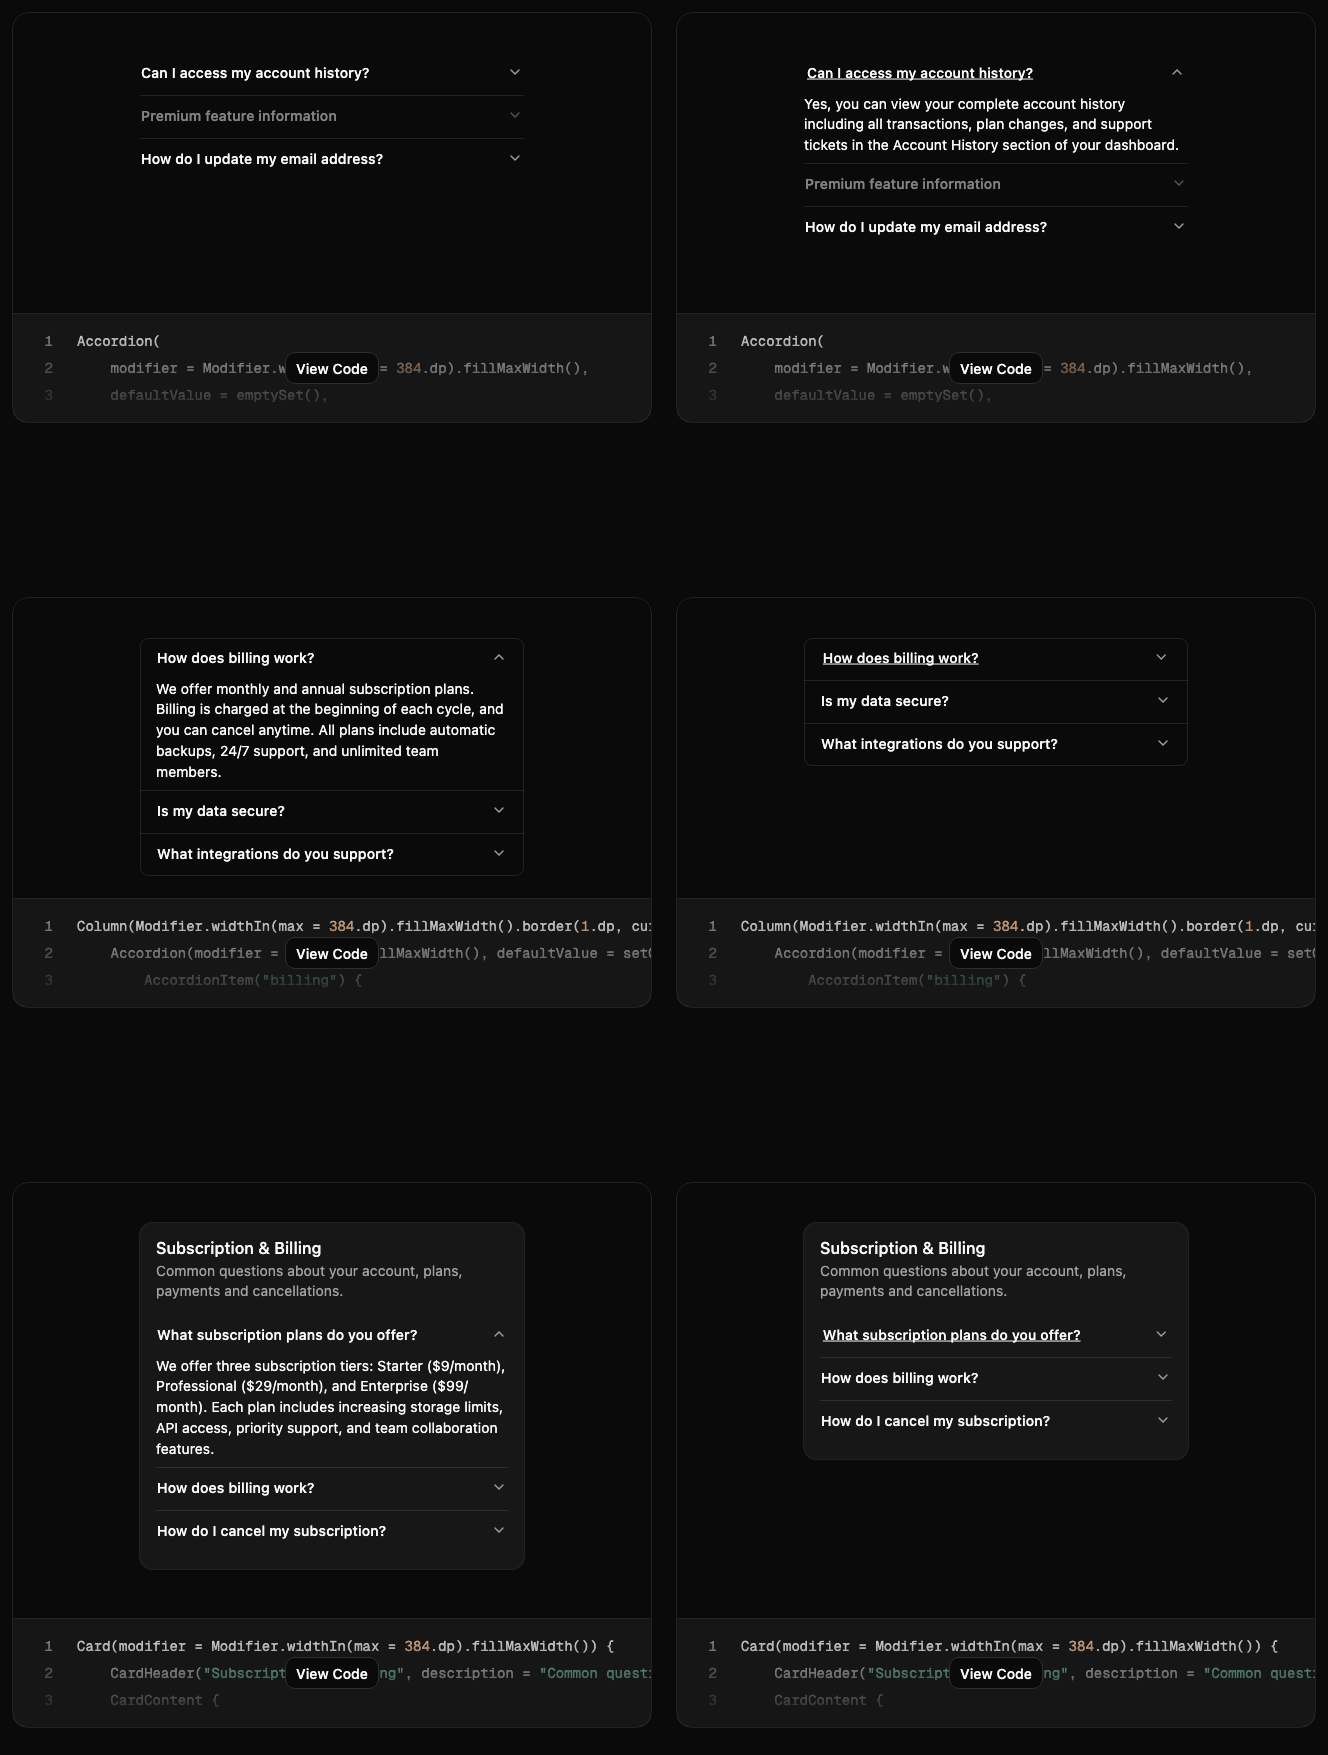 Can I access my account history?
Premium feature information
How do I update my email address?
1 Accordion(
2 modifier = Modifier.w View Code = 384.dp).fillMaxWidth(),
3 defaultValue = emptySet(),
Can I access my account history?
Yes, you can view your complete account history
including all transactions, plan changes, and support
tickets in the Account History section of your dashboard.
Premium feature information
How do I update my email address?
1 Accordion(
2 modifier = Modifier.w View Code = 384.dp).fillMaxWidth(),
3 defaultValue = emptySet(),
How does billing work?
We offer monthly and annual subscription plans.
Billing is charged at the beginning of each cycle, and
you can cancel anytime. All plans include automatic
backups, 24/7 support, and unlimited team
members.
Is my data secure?
What integrations do you support?
1 Column(Modifier.widthIn(max = 384.dp).fillMaxWidth().border(1.dp, cu
2 Accordion(modifier = View Code llMaxWidth(), defaultValue = set
3 AccordionItem("billing") {
How does billing work?
Is my data secure?
What integrations do you support?
1 Column(Modifier.widthIn(max = 384.dp).fillMaxWidth().border(1.dp, cu
2 Accordion(modifier = View Code llMaxWidth(), defaultValue = set
3 AccordionItem("billing") {
Subscription & Billing
Common questions about your account, plans,
payments and cancellations.
What subscription plans do you offer?
We offer three subscription tiers: Starter ($9/month),
Professional ($29/month), and Enterprise ($99/
month). Each plan includes increasing storage limits,
API access, priority support, and team collaboration
features.
How does billing work?
How do I cancel my subscription?
1 Card(modifier = Modifier.widthIn(max = 384.dp).fillMaxWidth()) {
2 CardHeader("Subscript View Code ng", description = "Common questi
3 CardContent {
Subscription & Billing
Common questions about your account, plans,
payments and cancellations.
What subscription plans do you offer?
How does billing work?
How do I cancel my subscription?
1 Card(modifier = Modifier.widthIn(max = 384.dp).fillMaxWidth()) {
2 CardHeader("Subscript View Code ng", description = "Common questi
3 CardContent {